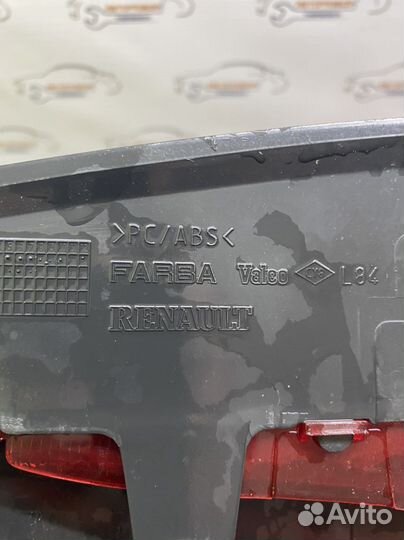 >PC/ABS<
FARBA Valeo L84
RENAULT
Avito